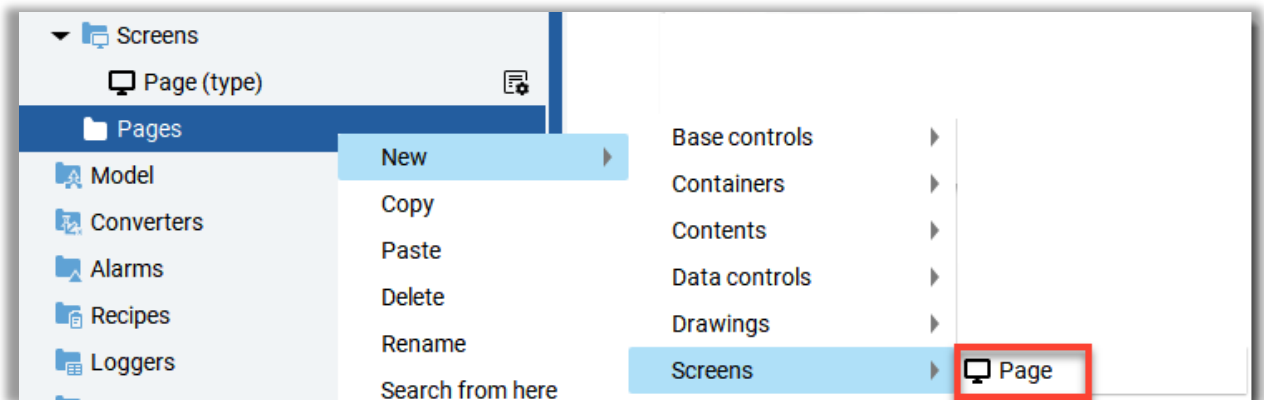 Screens
Page (type)
Pages
Model
Converters
Alarms
Recipes
Loggers
New
Copy
Paste
Delete
Rename
Search from here
Base controls
Containers
Contents
Data controls
Drawings
Screens
Page